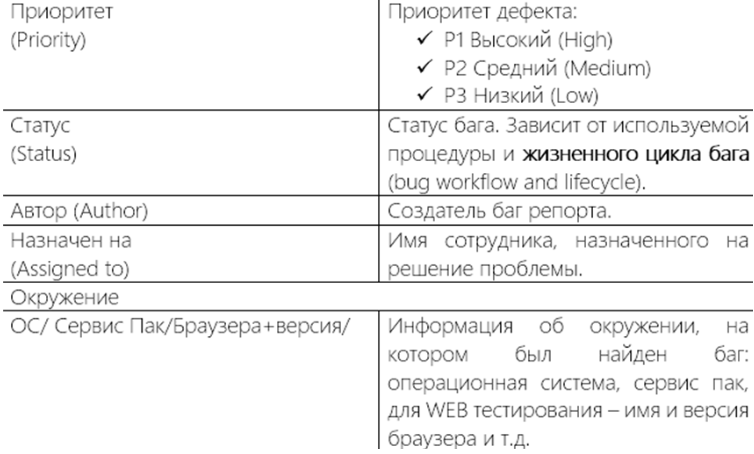 Приоритет
(Priority)
Приоритет дефекта:
✓ P1 Высокий (High)
✓ P2 Средний (Medium)
✓ P3 Низкий (Low)
Статус
(Status)
Статус бага. Зависит от используемой
процедуры и жизненного цикла бага
(bug workflow and lifecycle).
Автор (Author)
Создатель баг репорта.
Назначен на
(Assigned to)
Имя сотрудника, назначенного на
решение проблемы.
Окружение
ОС/ Сервис Пак/Браузера+версия/
Информация об окружении, на
котором был найден баг:
операционная система, сервис пак,
для WEB тестирования – имя и версия
браузера и т.д.